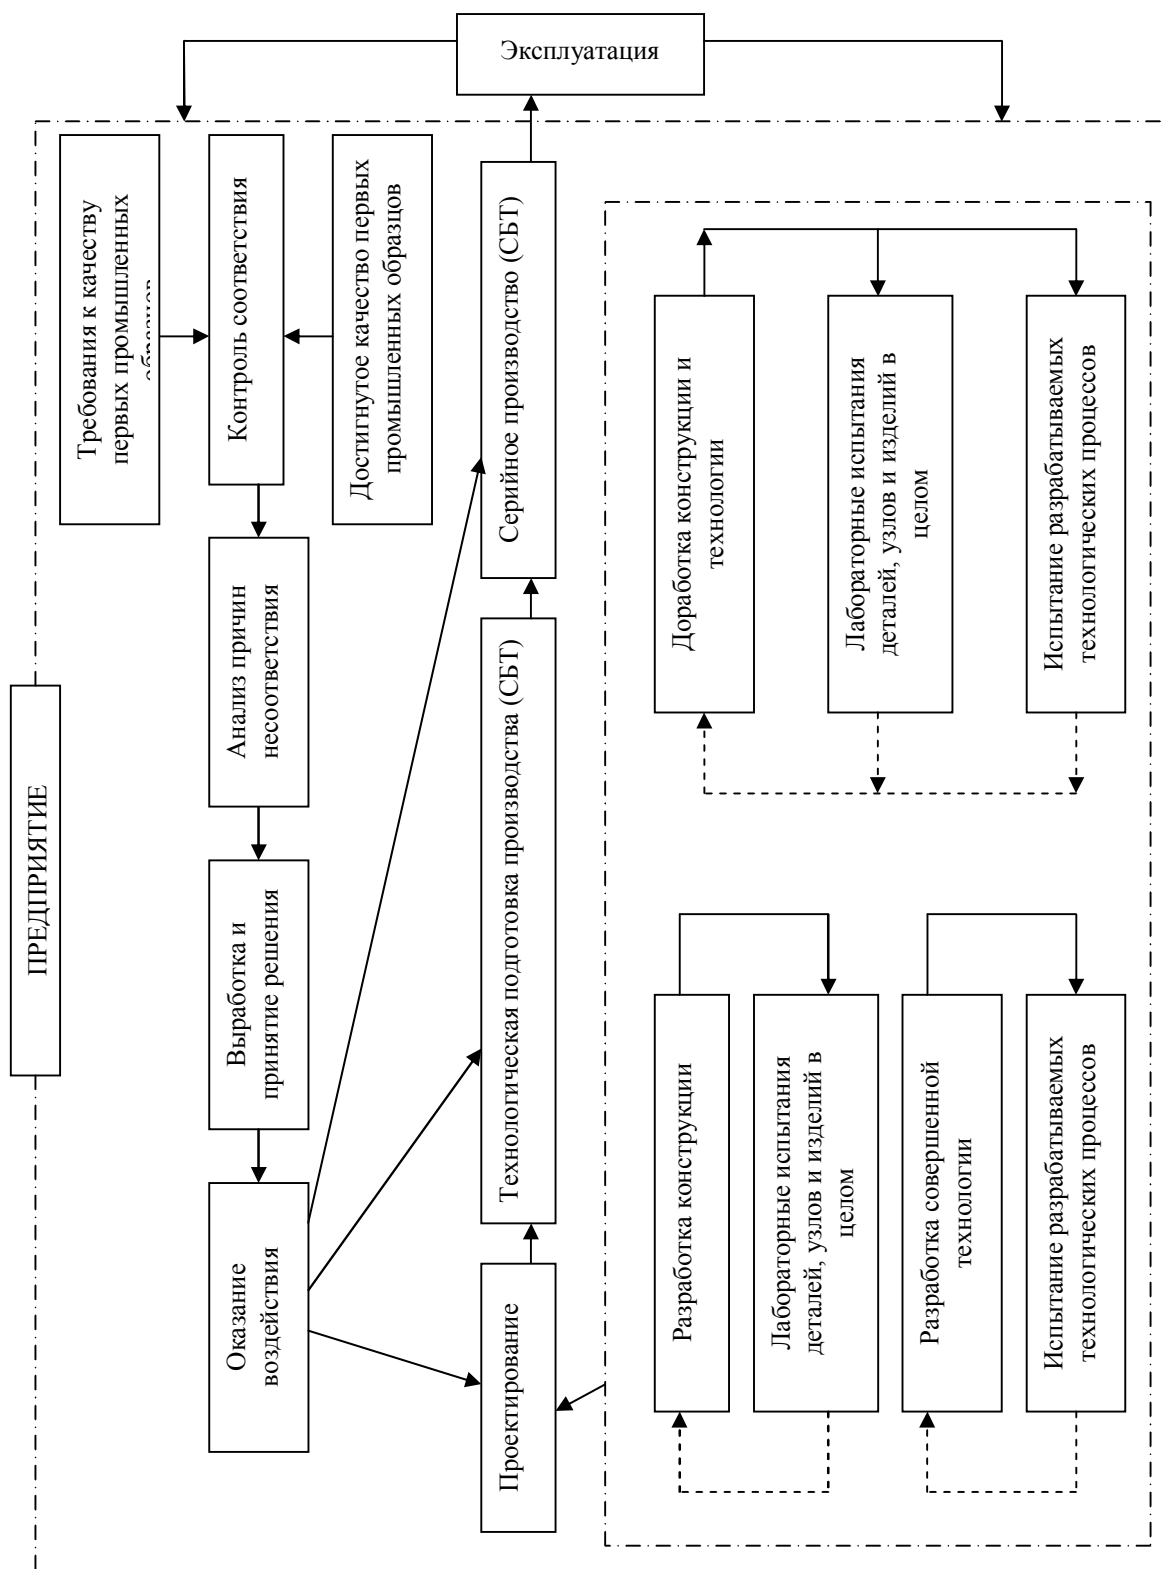 Эксплуатация
ПРЕДПРИЯТИЕ
Требования к качеству
первых промышленных
образцов
Контроль соответствия
Достигнутое качество первых
промышленных образцов
Анализ причин
несоответствия
Выработка и
принятие решения
Оказание
воздействия
Серийное производство (СБТ)
Технологическая подготовка производства (СБТ)
Проектирование
Доработка конструкции и
технологии
Лабораторные испытания
деталей, узлов и изделий в
целом
Испытание разрабатываемых
технологических процессов
Разработка конструкции
Лабораторные испытания
деталей, узлов и изделий в
целом
Разработка совершенной
технологии
Испытание разрабатываемых
технологических процессов